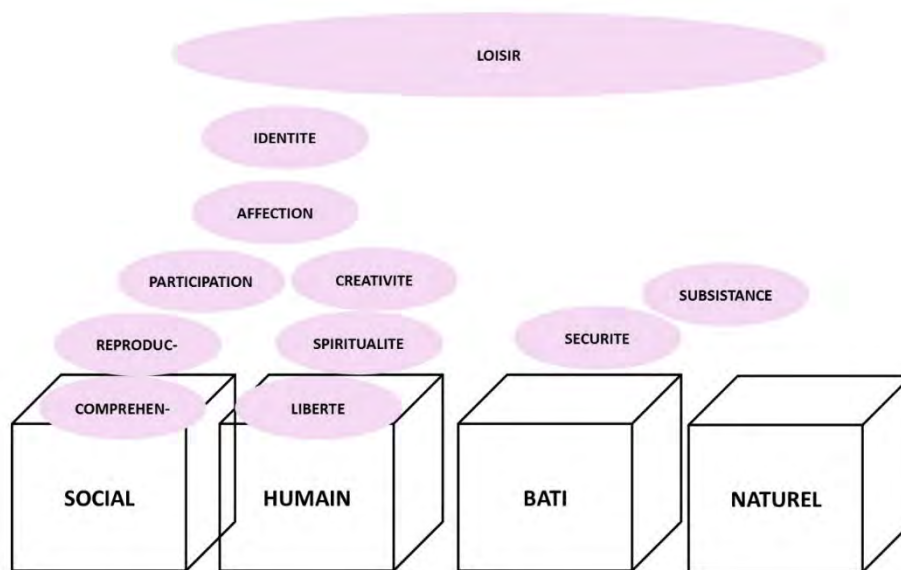 LOISIR
IDENTITE
AFFECTION
PARTICIPATION
CREATIVITE
SUBSISTANCE
SECURITE
REPRODUC-
SPIRITUALITE
COMPREHEN-
LIBERTE
SOCIAL
HUMAIN
BATI
NATUREL